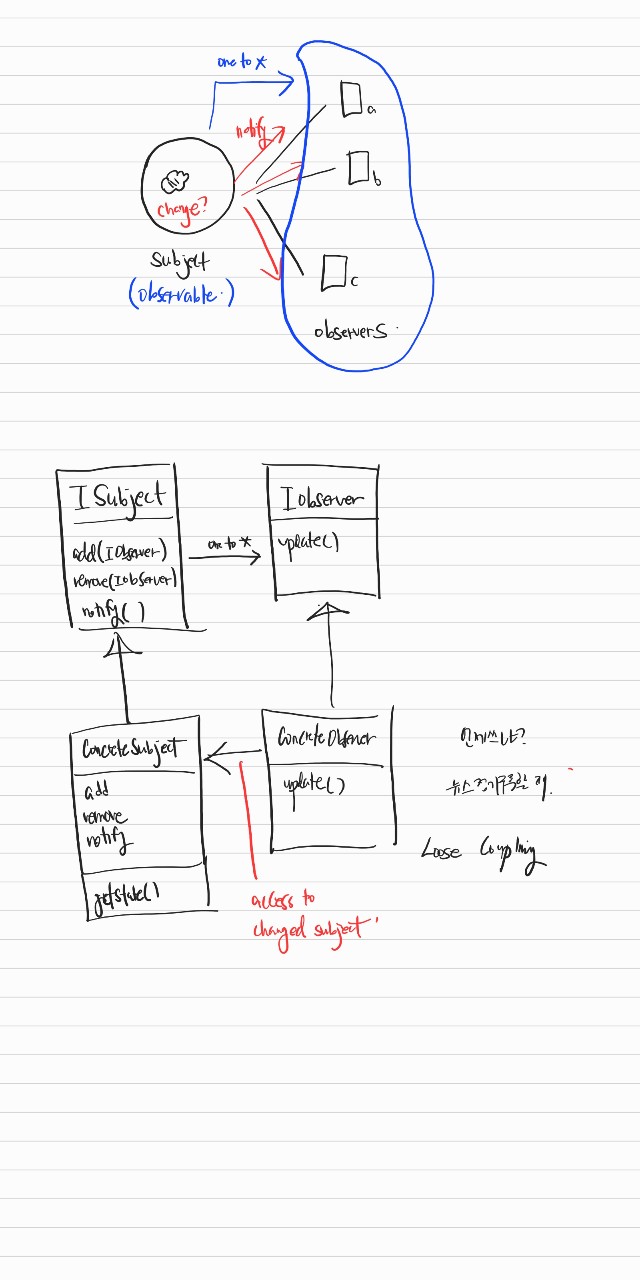 one to *
a
notify
b
change?
Subject
(observable)
c
observers.
ISubject
add(IObserver)
remove(Iobserver)
notify()
one to *
Iobserver
update()
ConcreteSubject
add
remove
notify
getstate()
ConcreteObserver
update()
access to
changed subject
언제쓰냐?
뉴스 정기구독할 때.
Loose Coupling